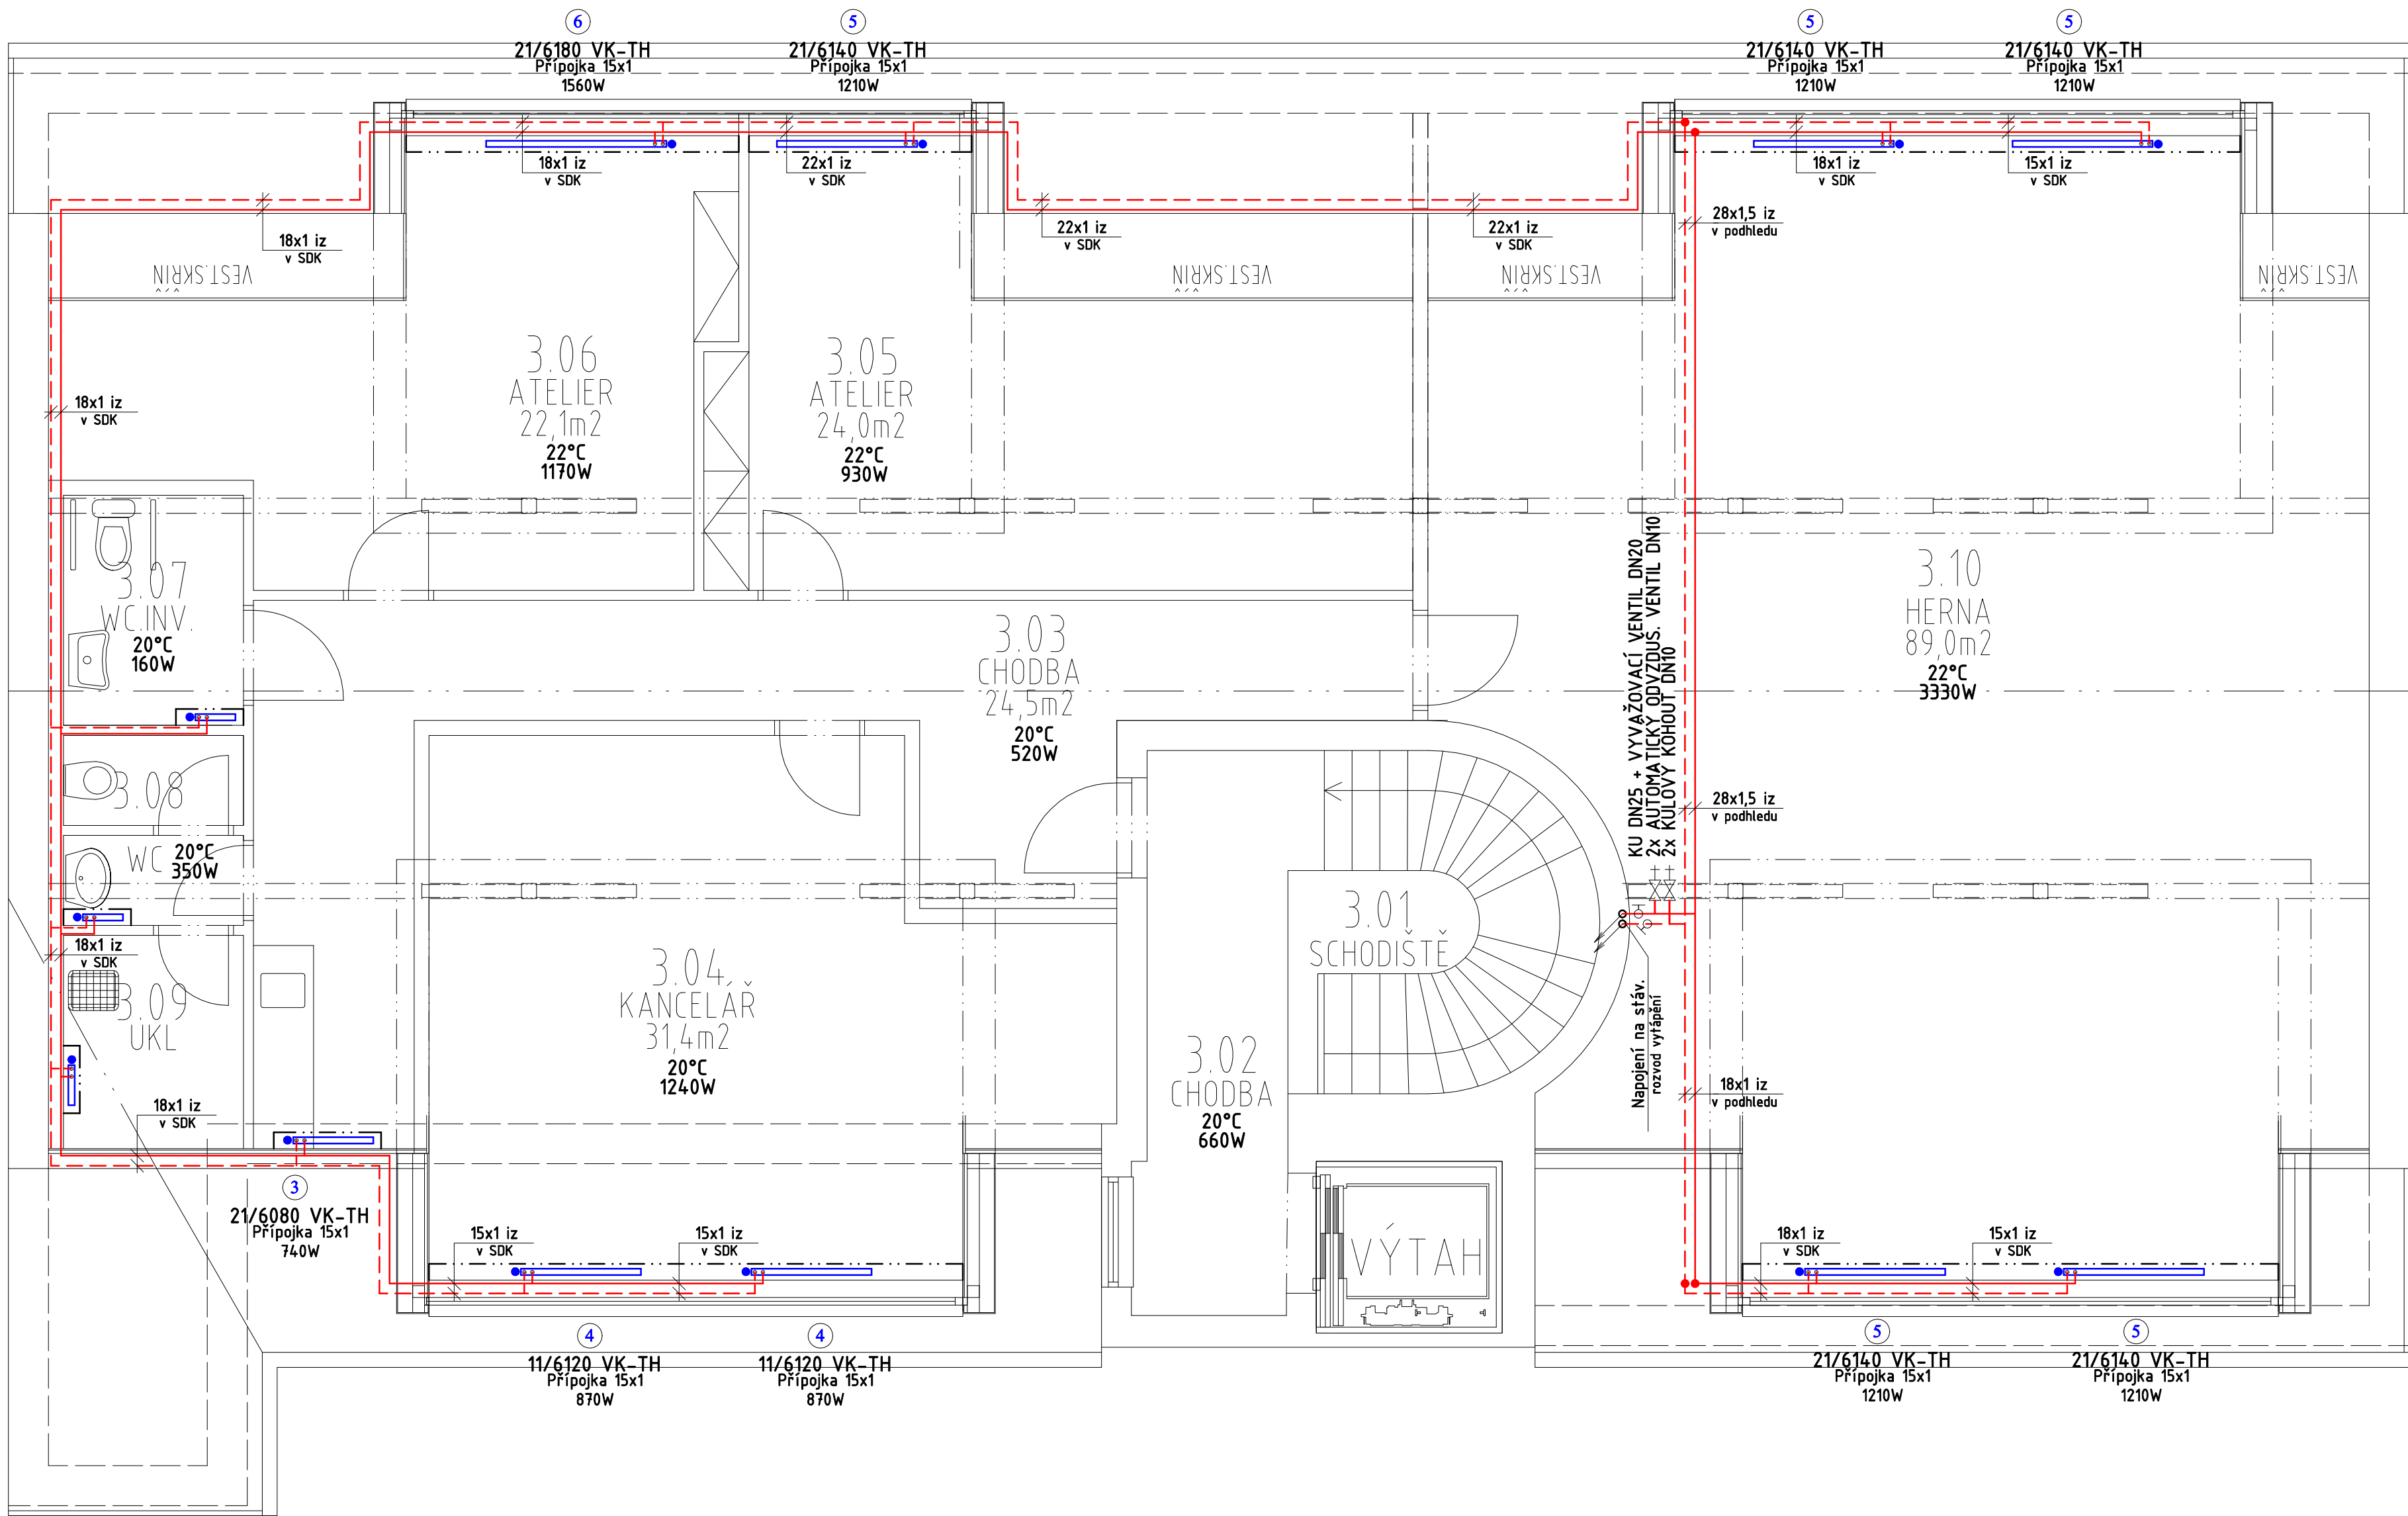 6
21/6180 VK-TH
Přípojka 15x1
1560W
5
21/6140 VK-TH
Přípojka 15x1
1210W
5
21/6140 VK-TH
Přípojka 15x1
1210W
5
21/6140 VK-TH
Přípojka 15x1
1210W
18x1 iz
v SDK
22x1 iz
v SDK
18x1 iz
v SDK
15x1 iz
v SDK
18x1 iz
v SDK
22x1 iz
v SDK
22x1 iz
v SDK
28x1,5 iz
v podhledu
VEST.SKŘÍŇ
VEST.SKŘÍŇ
VEST.SKŘÍŇ
VEST.SKŘÍŇ
18x1 iz
v SDK
3.06
ATELIER
22,1m2
22°C
1170W
3.05
ATELIER
24,0m2
22°C
930W
3.07
WC.INV.
20°C
160W
3.03
CHODBA
24,5m2
20°C
520W
3.10
HERNA
89,0m2
22°C
3330W
KU DN25 + VYVAŽOVACÍ VENTIL DN20
2x AUTOMATICKÝ ODVZDUŠ. VENTIL DN10
2x KULOVÝ KOHOUT DN10
3.08
WC
20°C
350W
28x1,5 iz
v podhledu
18x1 iz
v SDK
3.09
UKL
3.04
KANCELÁŘ
31,4m2
20°C
1240W
3.01
SCHODIŠTĚ
3.02
CHODBA
20°C
660W
Napojení na stáv.
rozvod vytápění
18x1 iz
v podhledu
18x1 iz
v SDK
3
21/6080 VK-TH
Přípojka 15x1
740W
15x1 iz
v SDK
15x1 iz
v SDK
VÝTAH
18x1 iz
v SDK
15x1 iz
v SDK
4
11/6120 VK-TH
Přípojka 15x1
870W
4
11/6120 VK-TH
Přípojka 15x1
870W
5
21/6140 VK-TH
Přípojka 15x1
1210W
5
21/6140 VK-TH
Přípojka 15x1
1210W